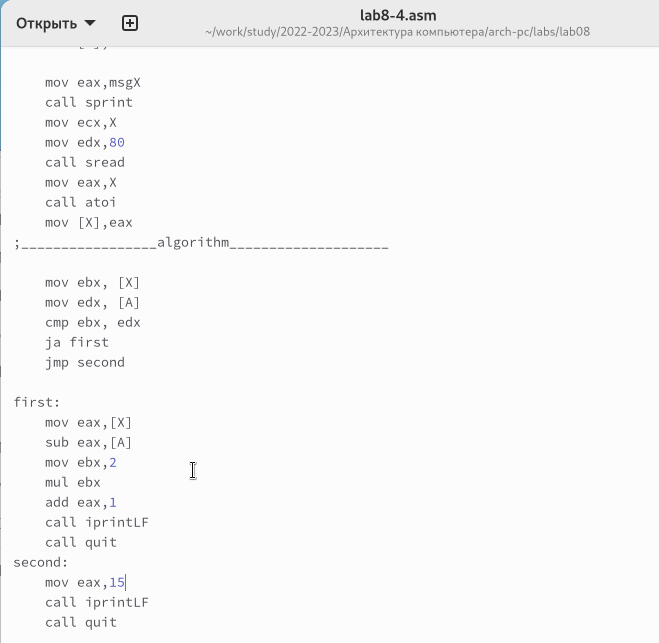 Открыть
lab8-4.asm
~/work/study/2022-2023/Архитектура компьютера/arch-pc/labs/lab08
mov eax,msgX
call sprint
mov ecx,X
mov edx,80
call sread
mov eax,X
call atoi
mov [X],eax
;_________________algorithm____________________
mov ebx, [X]
mov edx, [A]
cmp ebx, edx
ja first
jmp second
first:
mov eax,[X]
sub eax,[A]
mov ebx,2
mul ebx
add eax,1
call iprintLF
call quit
second:
mov eax,15
call iprintLF
call quit